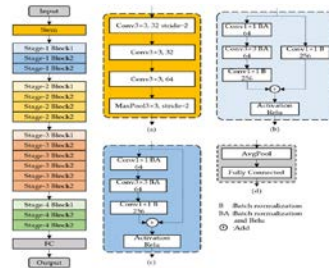 Input
Stem
Stage-1 Block1
Stage-1 Block2
Stage-1 Block2
Stage-2 Block1
Stage-2 Block2
Stage-2 Block2
Stage-2 Block2
Stage-3 Block1
Stage-3 Block2
Stage-3 Block2
Stage-3 Block2
Stage-3 Block2
Stage-3 Block2
Stage-4 Block1
Stage-4 Block2
Stage-4 Block2
FC
Output
Conv3×3, 32 stride=2
Conv3×3, 32
Conv3×3, 64
MaxPool3×3, stride=2
(a)
Conv1×1 BA
64
Conv3×3 BA
64
Conv1×1 B
256
Conv1×1 B
256
Activation
Relu
(b)
Conv1×1 BA
64
Conv3×3 BA
64
Conv1×1 B
256
Activation
Relu
(c)
AvgPool
Fully Connected
(d)
B :Batch normalization
BA :Batch normalization
and Relu
:Add